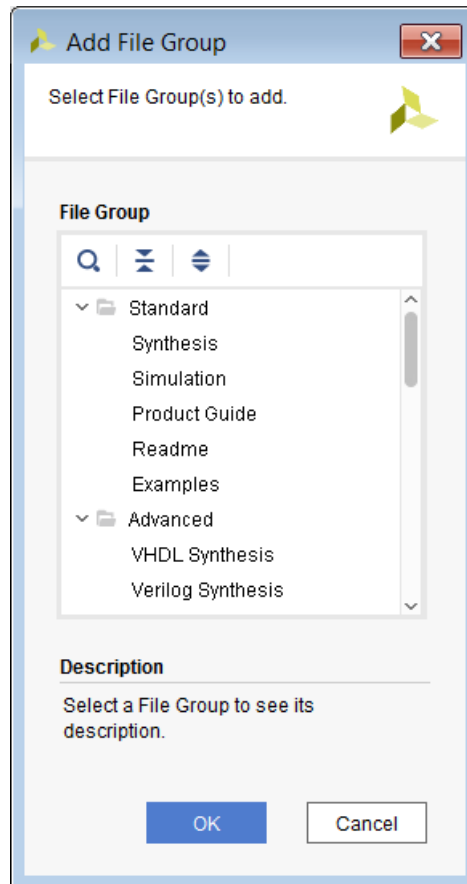 Add File Group
Select File Group(s) to add.
File Group
Standard
Synthesis
Simulation
Product Guide
Readme
Examples
Advanced
VHDL Synthesis
Verilog Synthesis
Description
Select a File Group to see its
description.
OK
Cancel